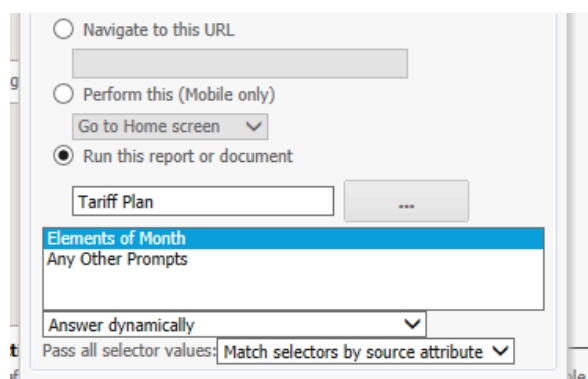 Navigate to this URL
g
Perform this (Mobile only)
Go to Home screen
Run this report or document
Tariff Plan
...
Elements of Month
Any Other Prompts
Answer dynamically
Pass all selector values: Match selectors by source attribute